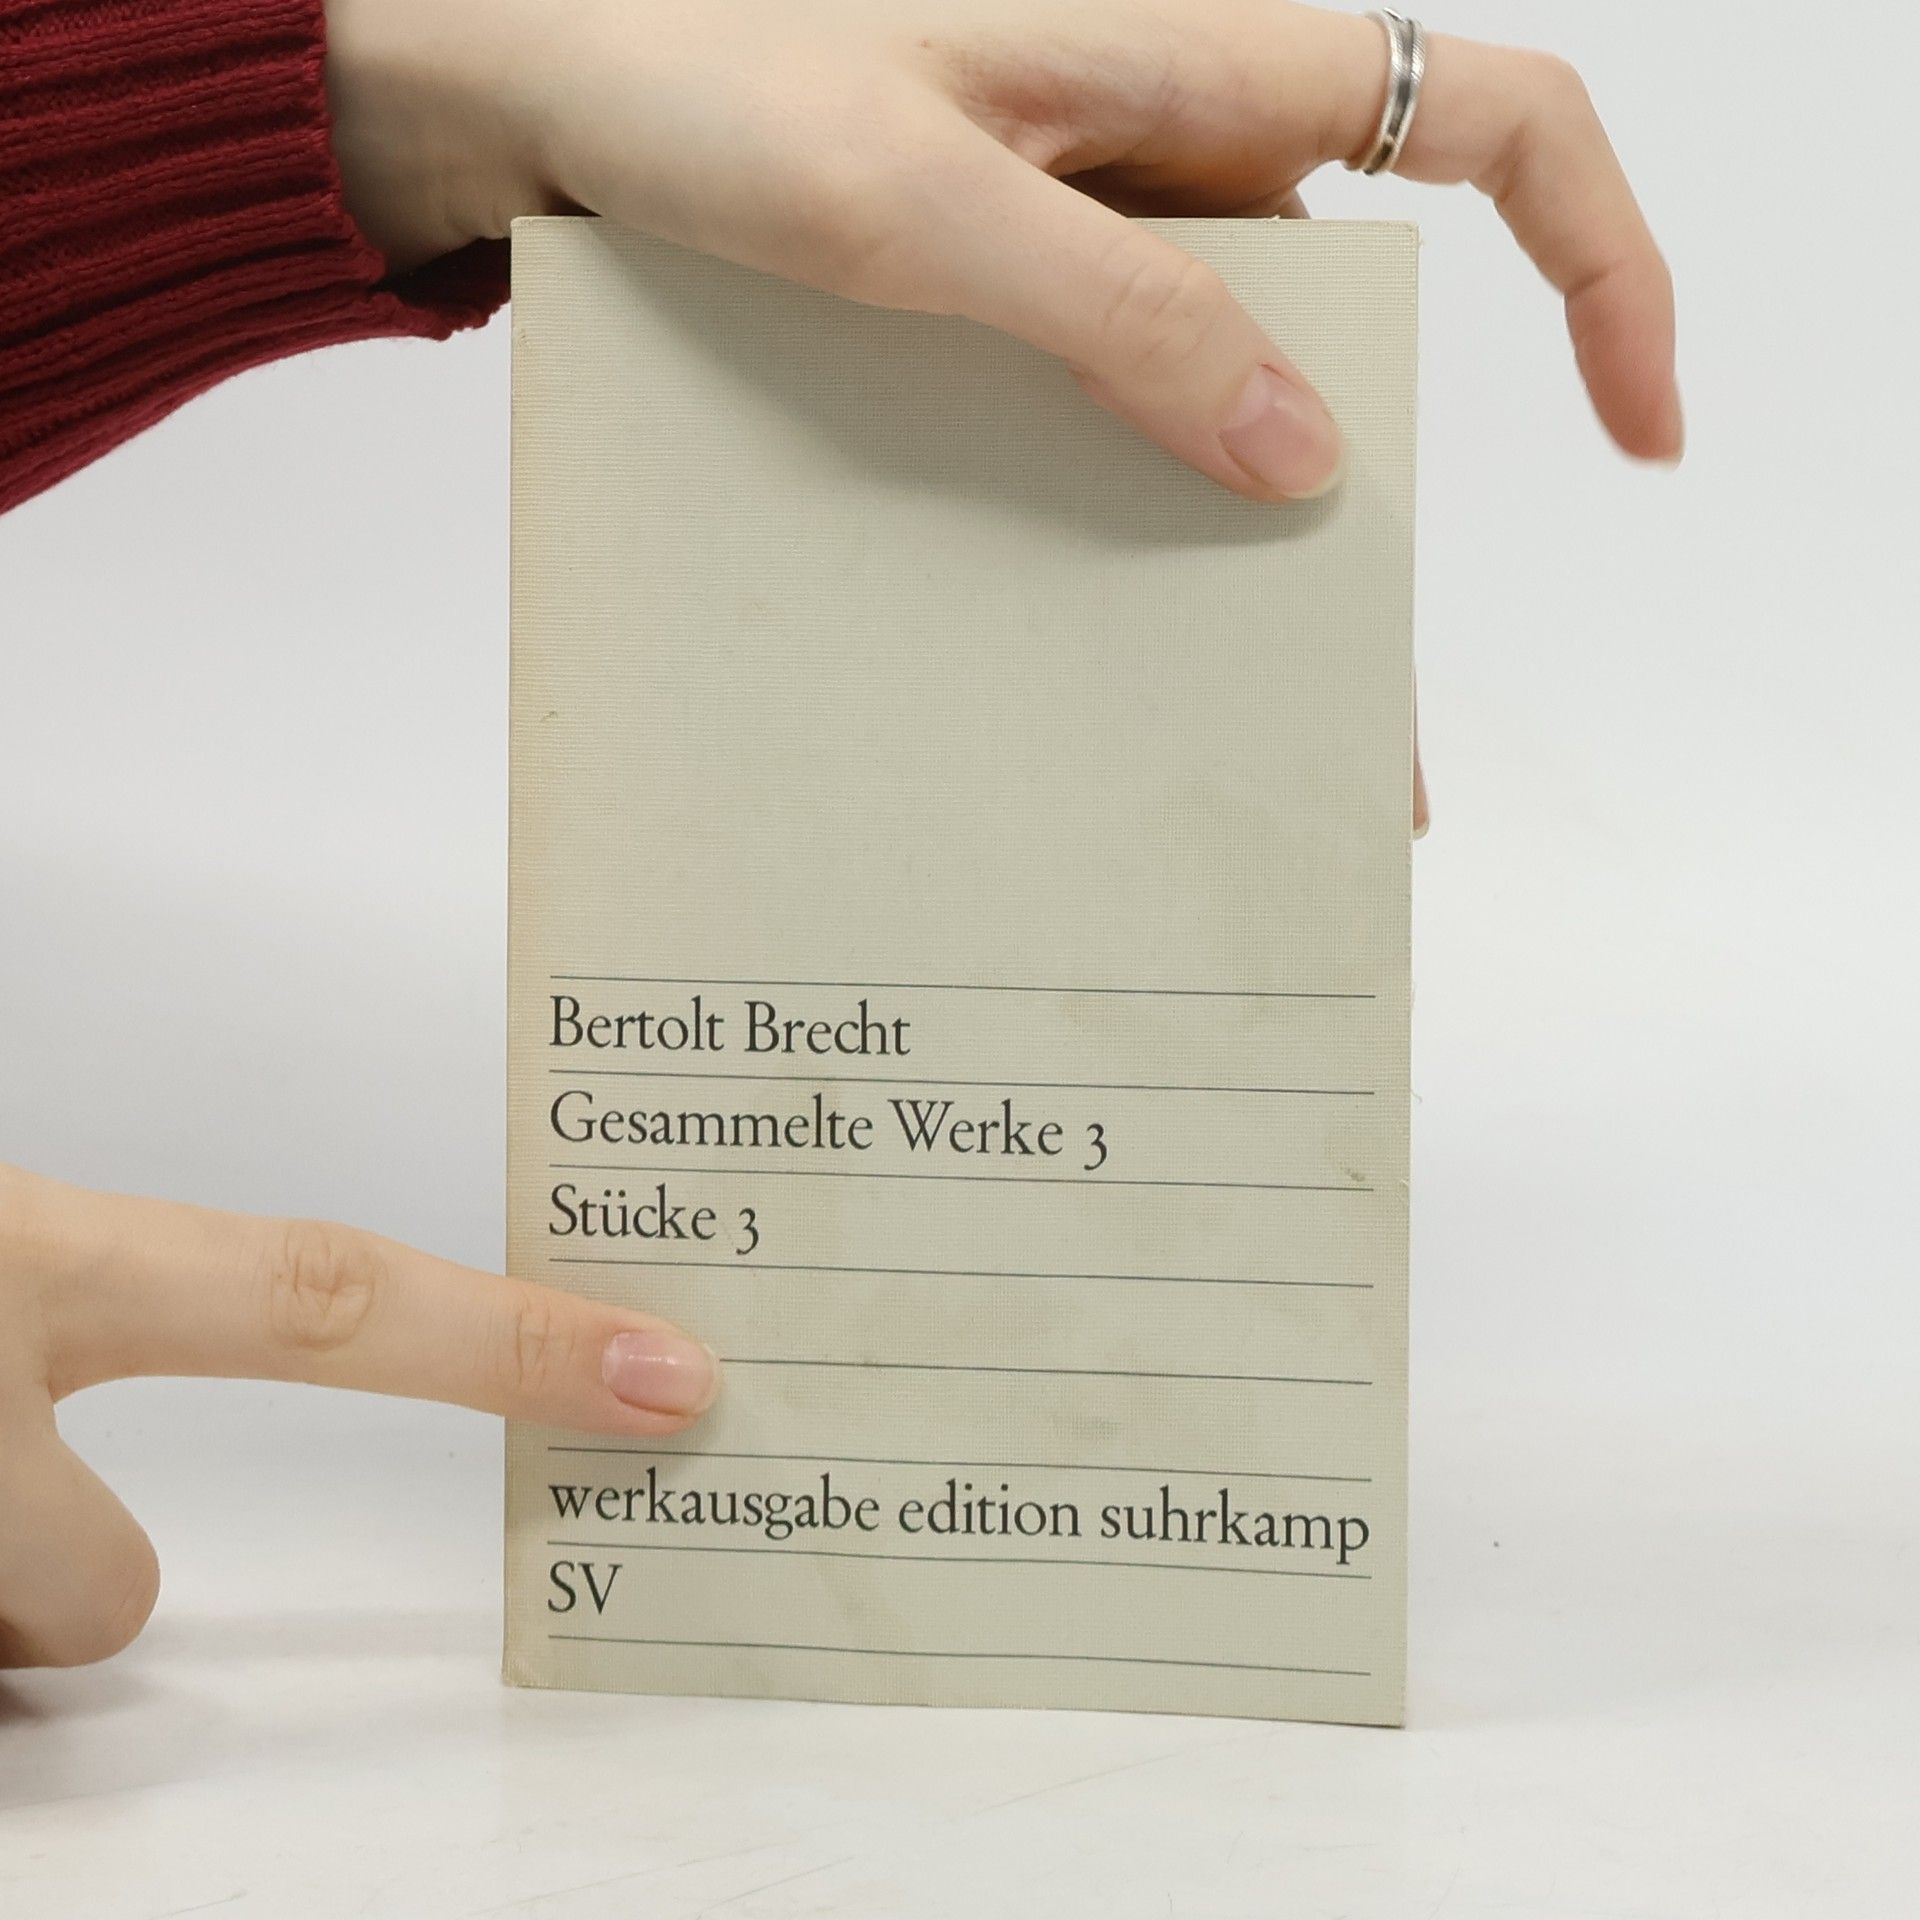 Bertolt Brecht
Gesammelte Werke 3
Stücke 3
werkausgabe edition suhrkamp
SV